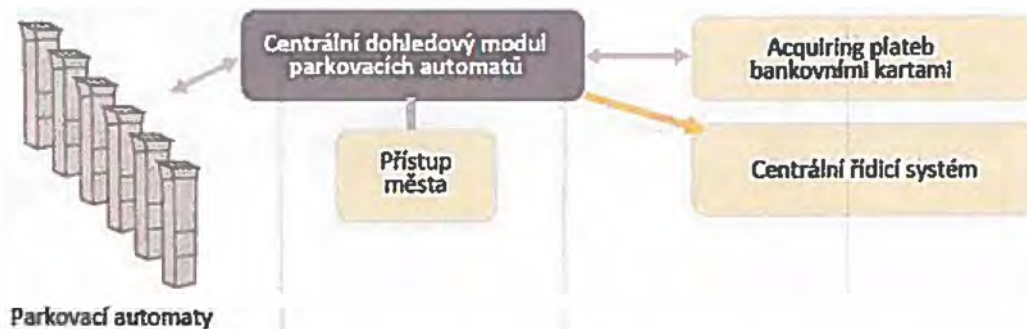 Centrální dohledový modul
parkovacích automatů
Acquiring plateb
bankovními kartami
Přístup
města
Centrální řídicí systém
Parkovací automaty